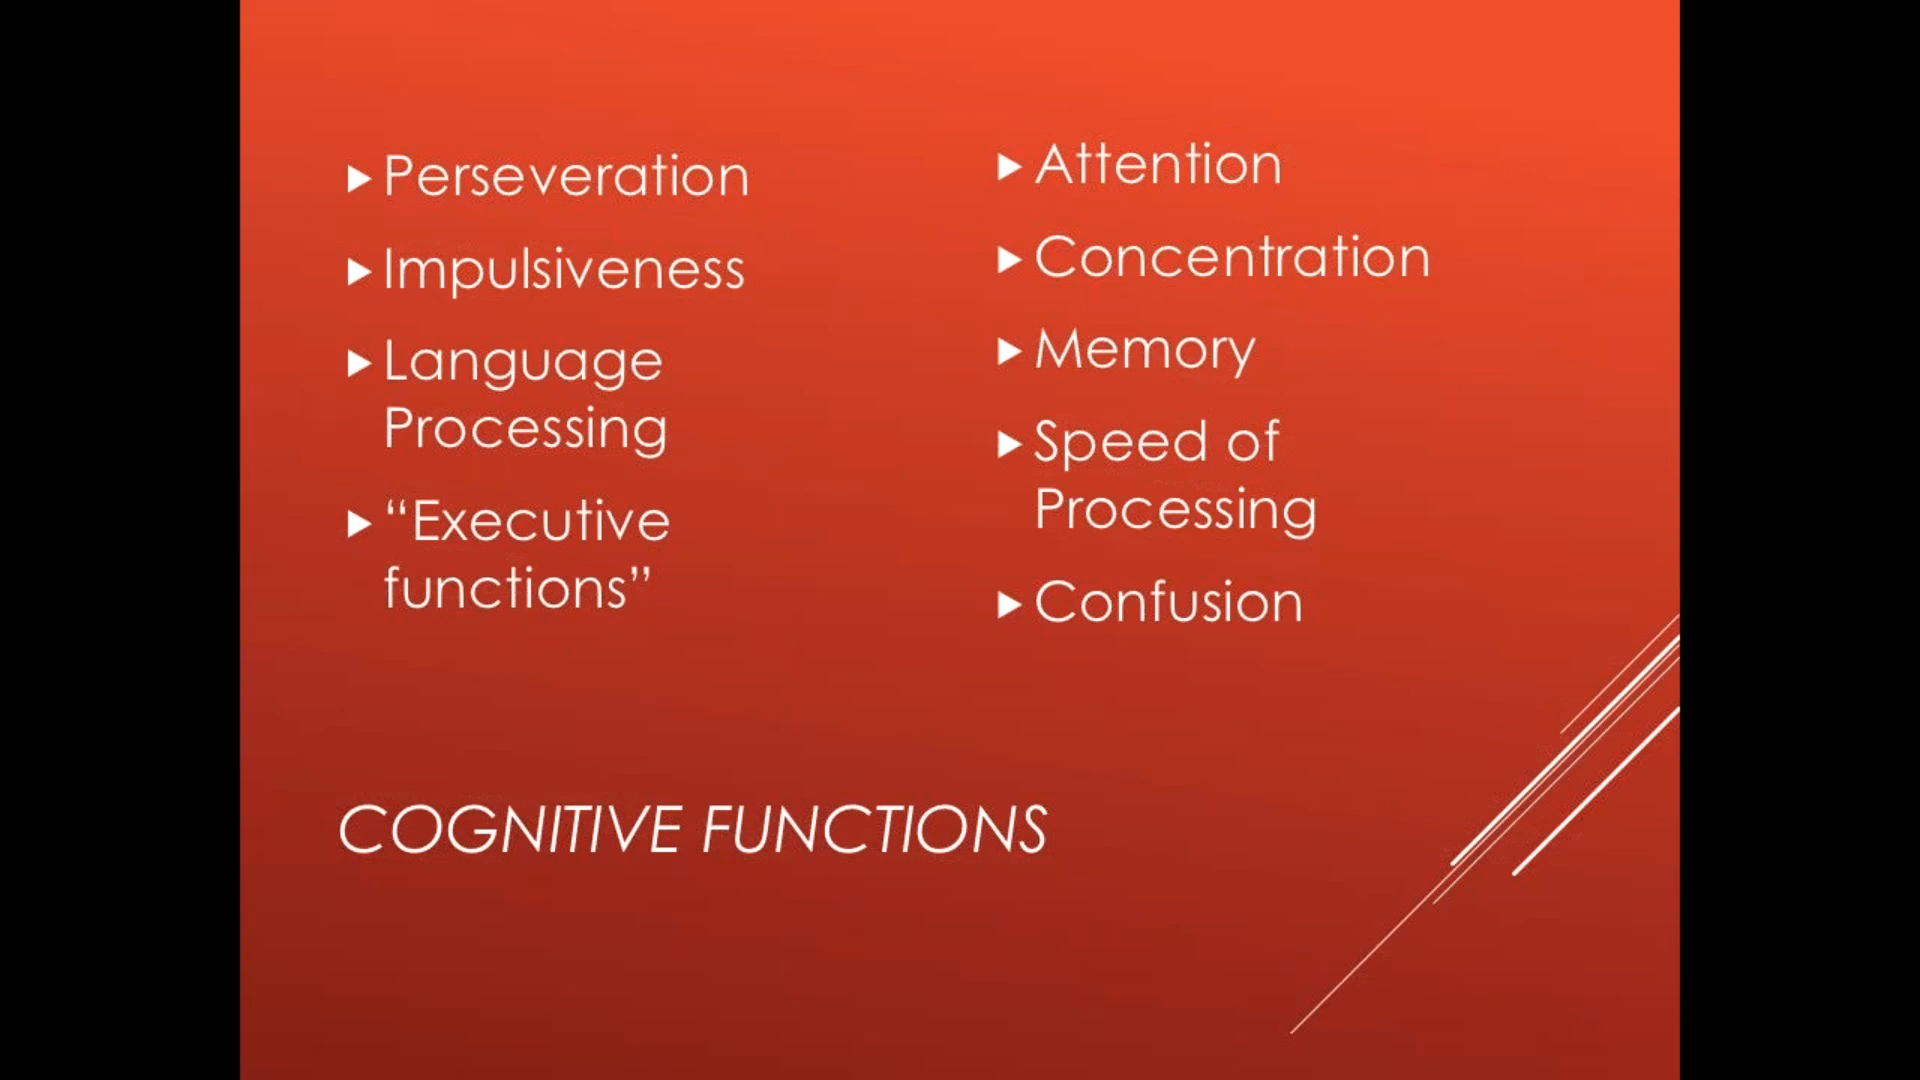 ▶Perseveration
▶Impulsiveness
▶Language
Processing
▶“Executive
functions”
▶Attention
▶Concentration
▶Memory
▶Speed of
Processing
▶Confusion
COGNITIVE FUNCTIONS